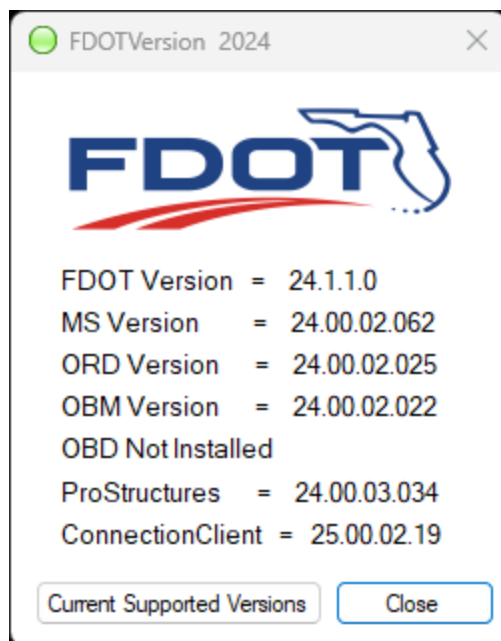 FDOTVersion 2024
FDOT
FDOT Version = 24.1.1.0
MS Version = 24.00.02.062
ORD Version = 24.00.02.025
OBM Version = 24.00.02.022
OBD Not Installed
ProStructures = 24.00.03.034
ConnectionClient = 25.00.02.19
Current Supported Versions Close